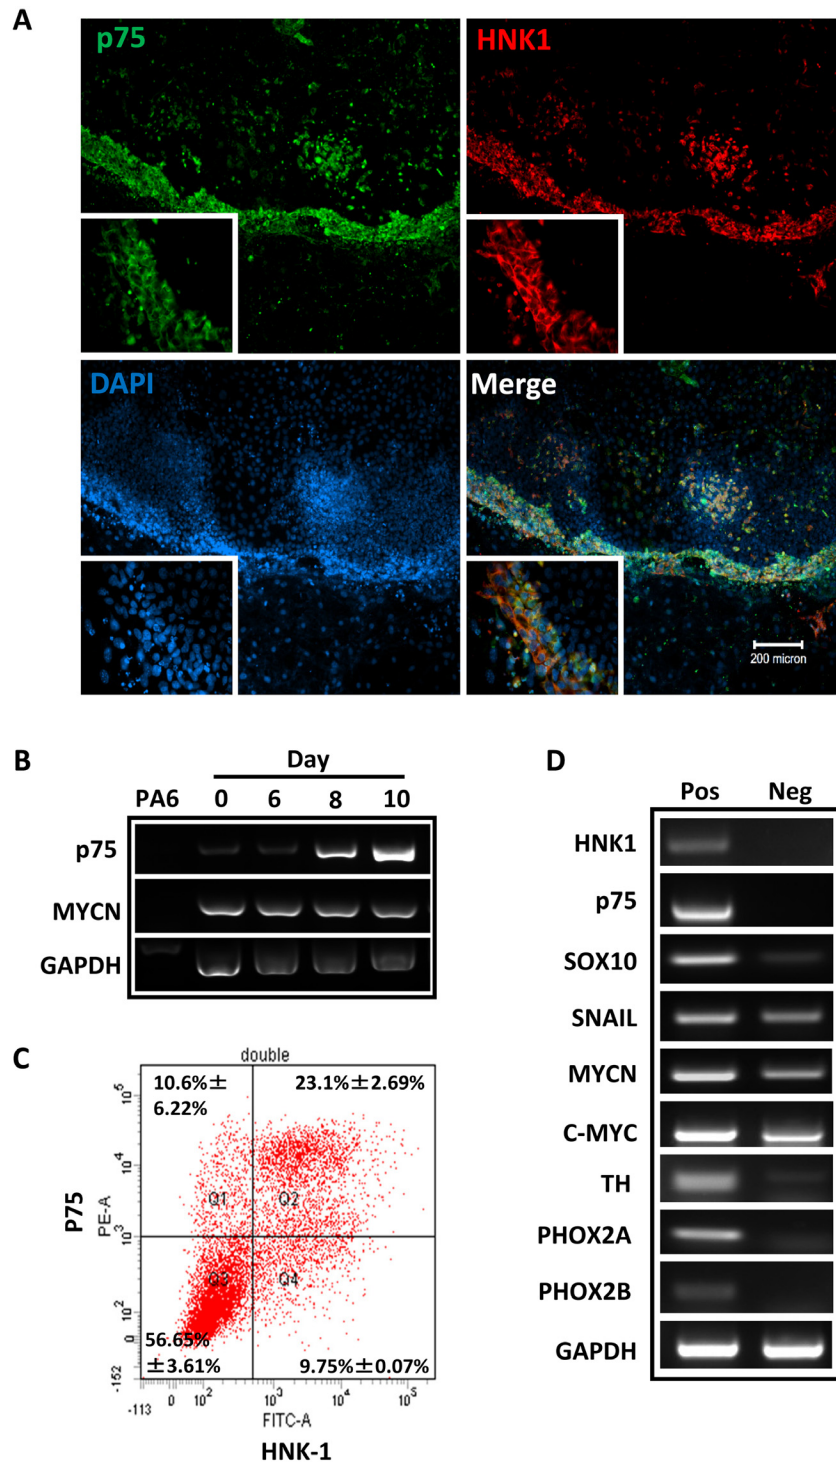 A
p75
HNK1
DAPI
Merge
200 micron
B
Day
PA6 0 6 8 10
p75
MYCN
GAPDH
C
double
10.6%±
6.22%
23.1%±2.69%
10^5
10^4
10^3
10^2
0
-152
P75
PE-A
Q1
Q2
Q3
Q4
56.65%
±3.61%
9.75%±0.07%
-113 0 10^2 10^3 10^4 10^5
FITC-A
HNK-1
D
Pos Neg
HNK1
p75
SOX10
SNAIL
MYCN
C-MYC
TH
PHOX2A
PHOX2B
GAPDH